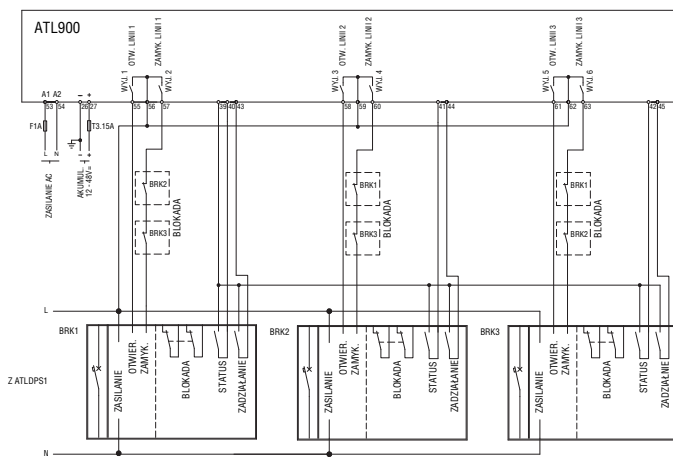 ATL900
OTW. LINII 1
ZAMYK. LINII 1
WYJ. 1
WYJ. 2
OTW. LINII 2
ZAMYK. LINII 2
WYJ. 3
WYJ. 4
OTW. LINII 3
ZAMYK. LINII 3
WYJ. 5
WYJ. 6
A1 A2 - +
53 54 26 27 55 56 57 39 40 43 58 59 60 41 44 61 62 63 42 45
F1A T3.15A
L N - +
ZASILANIE AC
AKUMUL.
12 - 48V=
BRK2
BRK3
BLOKADA
BRK1
BRK3
BLOKADA
BRK1
BRK2
BLOKADA
L
BRK1
ZASILANIE
OTWIER.
ZAMYK.
BLOKADA
STATUS
ZADZIAŁANIE
BRK2
ZASILANIE
OTWIER.
ZAMYK.
BLOKADA
STATUS
ZADZIAŁANIE
BRK3
ZASILANIE
OTWIER.
ZAMYK.
BLOKADA
STATUS
ZADZIAŁANIE
Z ATLDPS1
N